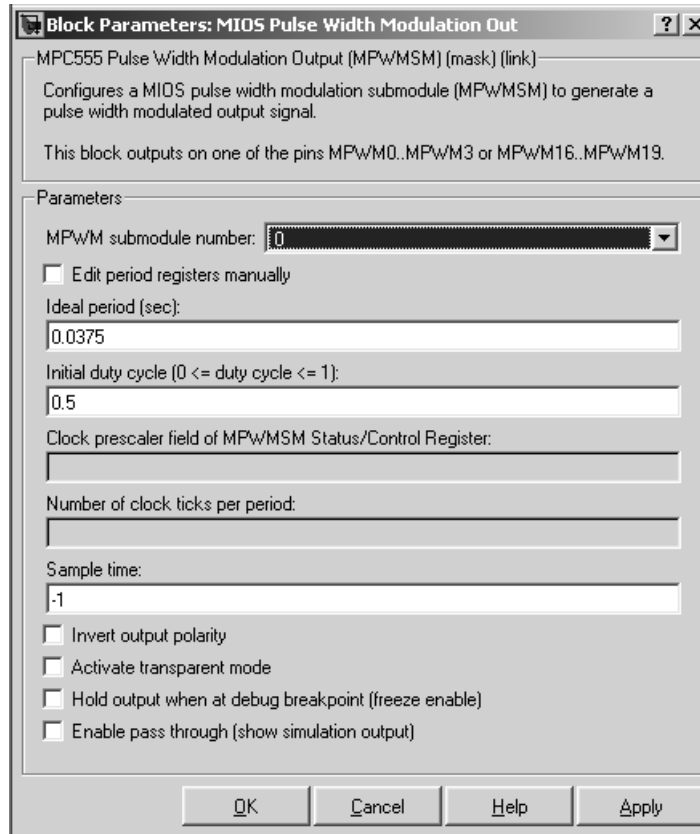 Block Parameters: MIOS Pulse Width Modulation Out
MPC555 Pulse Width Modulation Output (MPWMSM) (mask) (link)
Configures a MIOS pulse width modulation submodule (MPWMSM) to generate a
pulse width modulated output signal.
This block outputs on one of the pins MPWM0..MPWM3 or MPWM16..MPWM19.
Parameters
MPWM submodule number: 0
Edit period registers manually
Ideal period (sec):
0.0375
Initial duty cycle (0 <= duty cycle <= 1):
0.5
Clock prescaler field of MPWMSM Status/Control Register:
Number of clock ticks per period:
Sample time:
-1
Invert output polarity
Activate transparent mode
Hold output when at debug breakpoint (freeze enable)
Enable pass through (show simulation output)
OK Cancel Help Apply